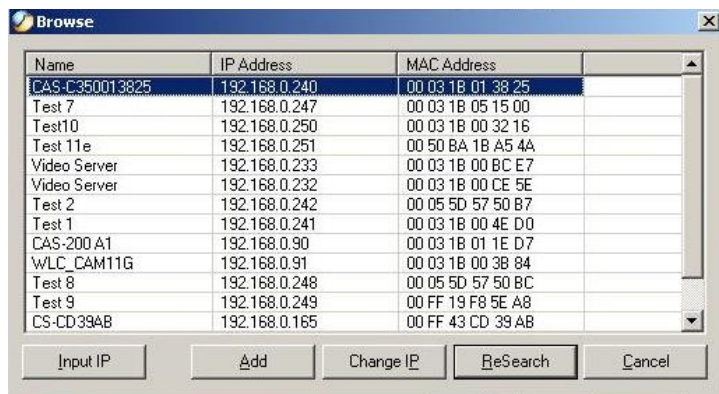 Browse
Name IP Address MAC Address
CAS-C350013825 192.168.0.240 00 03 1B 01 38 25
Test 7 192.168.0.247 00 03 1B 05 15 00
Test10 192.168.0.250 00 03 1B 00 32 16
Test 11e 192.168.0.251 00 50 BA 1B A5 4A
Video Server 192.168.0.233 00 03 1B 00 BC E7
Video Server 192.168.0.232 00 03 1B 00 CE 5E
Test 2 192.168.0.242 00 05 5D 57 50 B7
Test 1 192.168.0.241 00 03 1B 00 4E D0
CAS-200 A1 192.168.0.90 00 03 1B 01 1E D7
WLC_CAM11G 192.168.0.91 00 03 1B 00 3B 84
Test 8 192.168.0.248 00 05 5D 57 50 BC
Test 9 192.168.0.249 00 FF 19 F8 5E A8
CS-CD39AB 192.168.0.165 00 FF 43 CD 39 AB
Input IP Add Change IP ReSearch Cancel